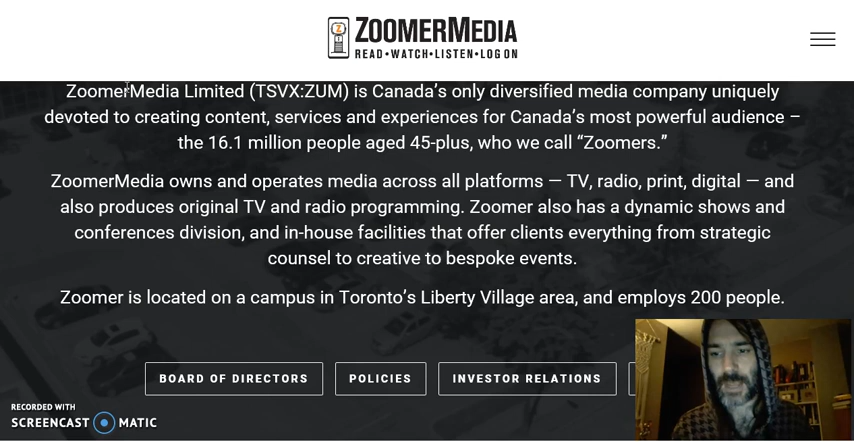 ZOOMERMEDIA
READ•WATCH•LISTEN•LOG ON
ZoomerMedia Limited (TSVX:ZUM) is Canada’s only diversified media company uniquely
devoted to creating content, services and experiences for Canada’s most powerful audience –
the 16.1 million people aged 45-plus, who we call “Zoomers.”
ZoomerMedia owns and operates media across all platforms — TV, radio, print, digital — and
also produces original TV and radio programming. Zoomer also has a dynamic shows and
conferences division, and in-house facilities that offer clients everything from strategic
counsel to creative to bespoke events.
Zoomer is located on a campus in Toronto’s Liberty Village area, and employs 200 people.
BOARD OF DIRECTORS
POLICIES
INVESTOR RELATIONS
RECORDED WITH
SCREENCAST MATIC